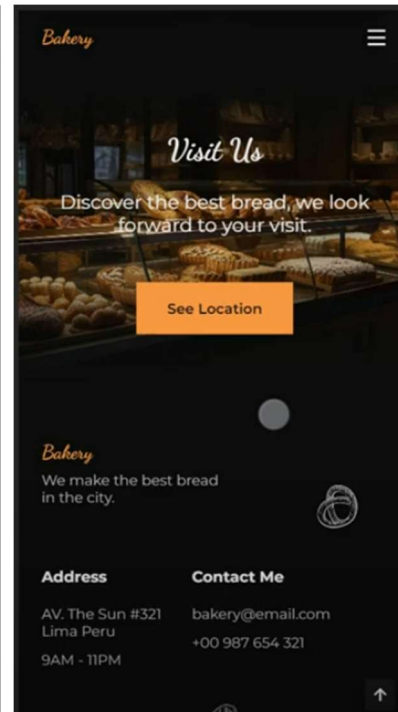 Bakery
Visit Us
Discover the best bread, we look
forward to your visit.
See Location
Bakery
We make the best bread
in the city.
Address
Contact Me
AV. The Sun #321
Lima Peru
bakery@email.com
9AM - 11PM
+00 987 654 321